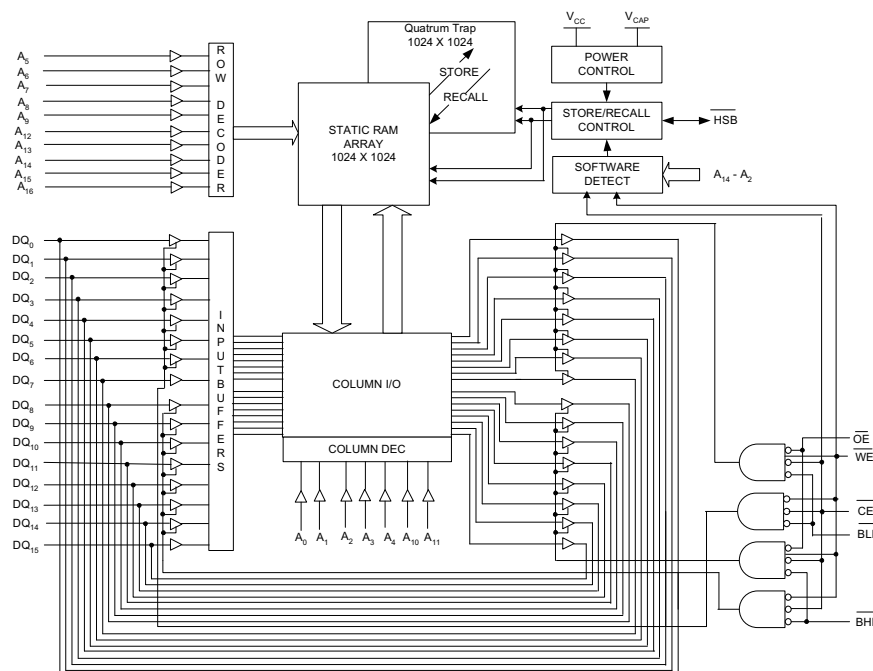 V_CC V_CAP
Quatrum Trap
1024 X 1024
POWER
CONTROL
STORE
RECALL
STORE/RECALL
CONTROL
HSB
SOFTWARE
DETECT
A14 - A2
STATIC RAM
ARRAY
1024 X 1024
A5
A6
A7
A8
A9
A12
A13
A14
A15
A16
ROW DECODER
DQ0
DQ1
DQ2
DQ3
DQ4
DQ5
DQ6
DQ7
DQ8
DQ9
DQ10
DQ11
DQ12
DQ13
DQ14
DQ15
INPUT BUFFERS
COLUMN I/O
COLUMN DEC
A0 A1 A2 A3 A4 A10 A11
OE
WE
CE